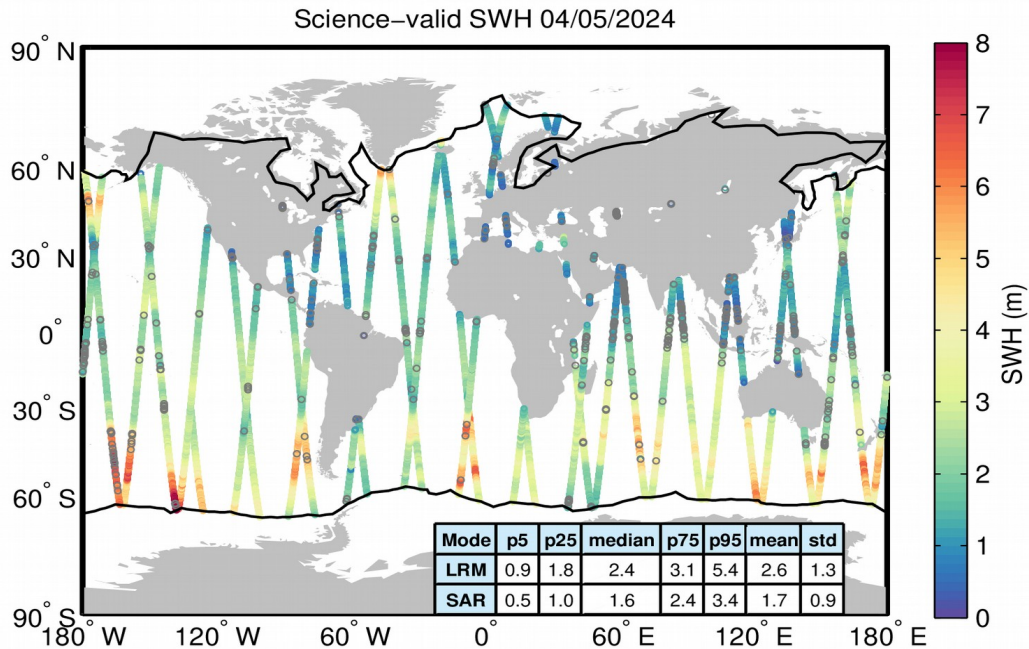 Science−valid SWH 04/05/2024
90° N
60° N
30° N
0°
30° S
60° S
90° S
180° W
120° W
60° W
0°
60° E
120° E
180° E
8
7
6
5
4
3
2
1
0
SWH (m)
Mode p5 p25 median p75 p95 mean std
LRM 0.9 1.8 2.4 3.1 5.4 2.6 1.3
SAR 0.5 1.0 1.6 2.4 3.4 1.7 0.9